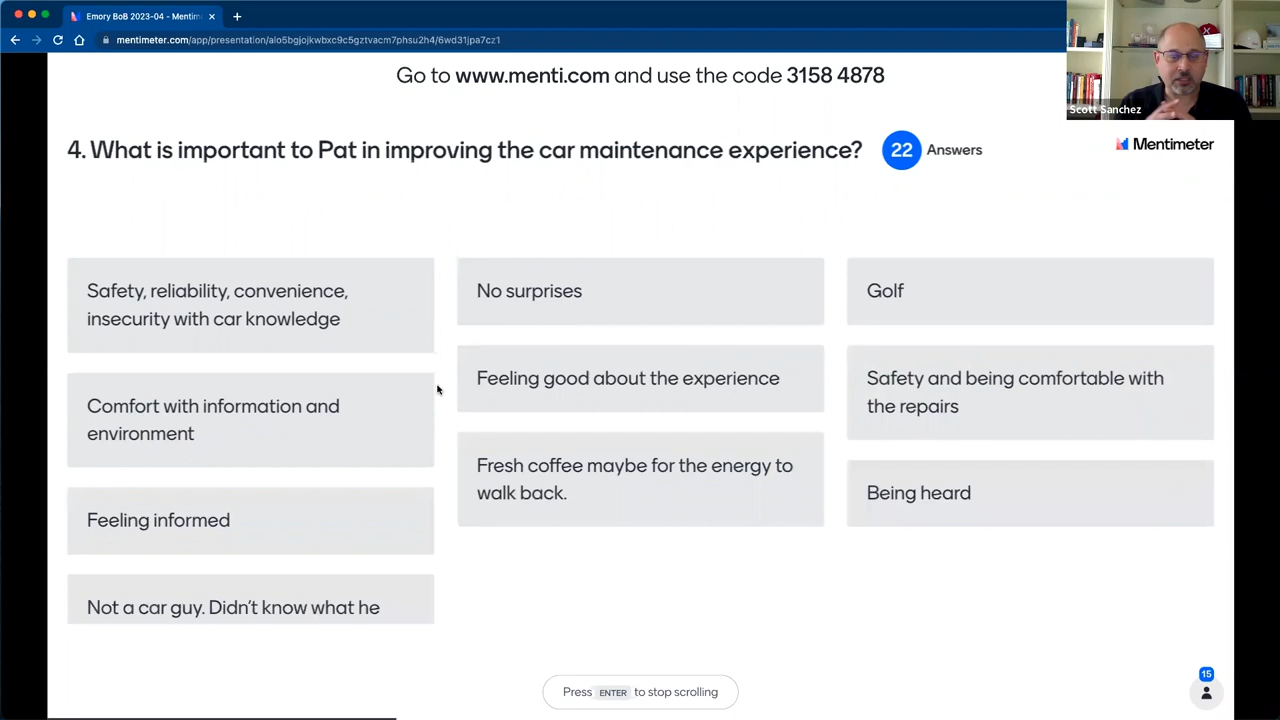 Emory BoB 2023-04 - Mentim
mentimeter.com/app/presentation/alo5bgjojkwbxc9c5gztvacm7phsu2h4/6wd31jpa7cz1
Go to www.menti.com and use the code 3158 4878
Scott Sanchez
4. What is important to Pat in improving the car maintenance experience?
22
Answers
Mentimeter
Safety, reliability, convenience,
insecurity with car knowledge
Comfort with information and
environment
Feeling informed
Not a car guy. Didn't know what he
No surprises
Feeling good about the experience
Fresh coffee maybe for the energy to
walk back.
Golf
Safety and being comfortable with
the repairs
Being heard
Press ENTER to stop scrolling
15